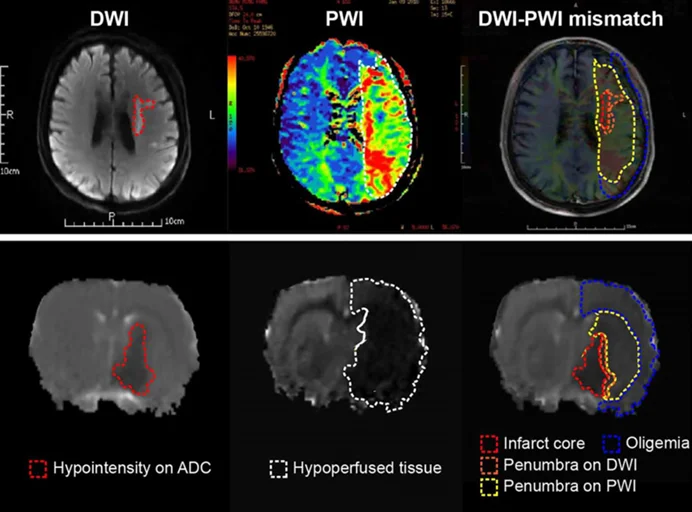 DWI
PWI
DWI-PWI mismatch
R
L
10cm
P
10cm
Hypointensity on ADC
Hypoperfused tissue
Infarct core
Oligemia
Penumbra on DWI
Penumbra on PWI